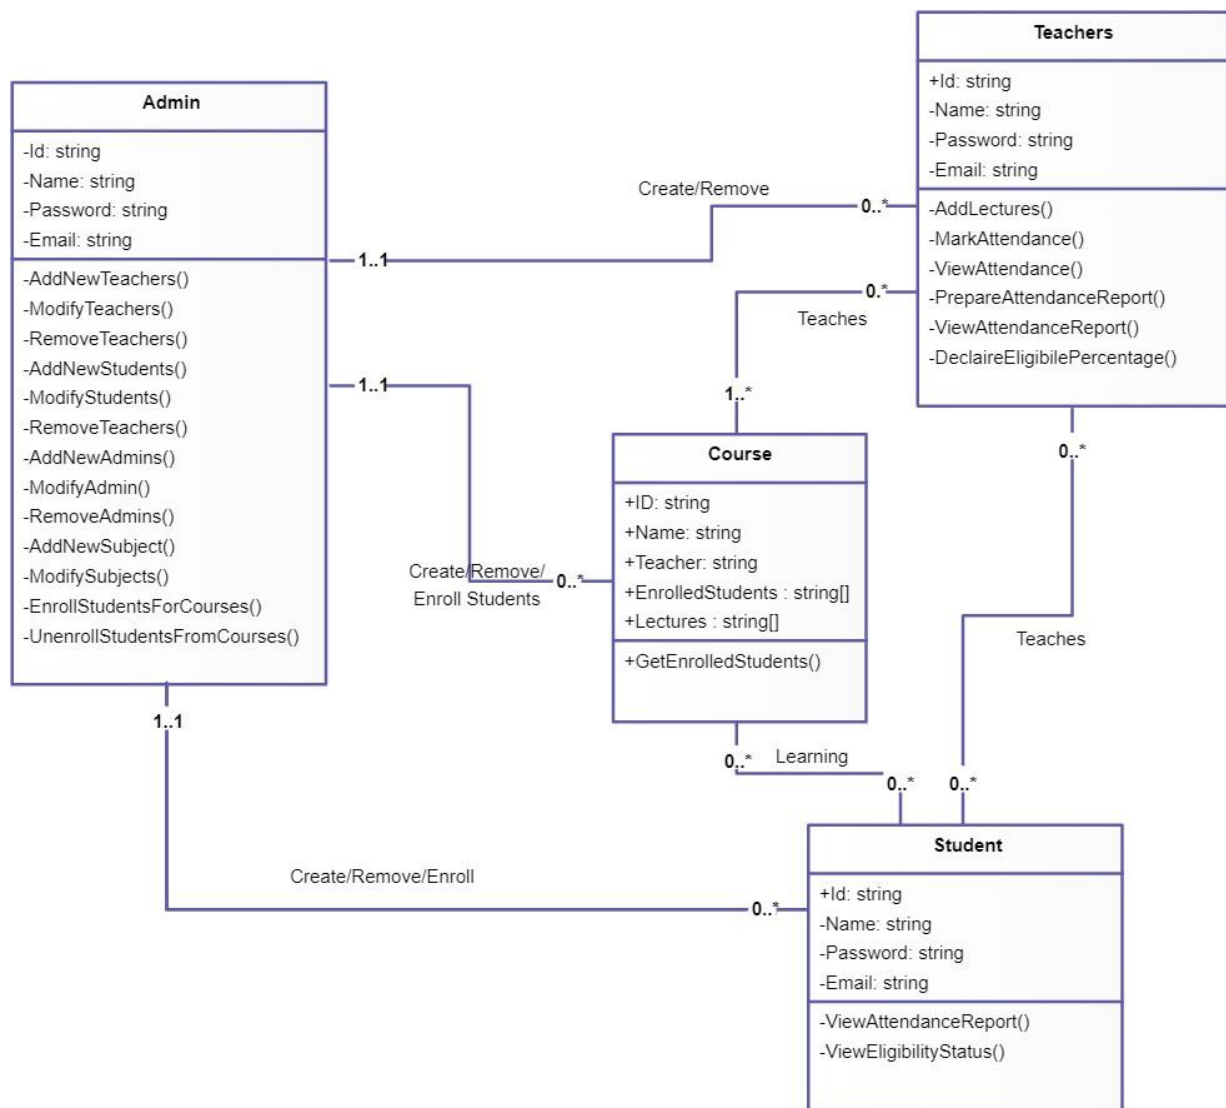 Teachers
+Id: string
-Name: string
-Password: string
-Email: string
-AddLectures()
-MarkAttendance()
-ViewAttendance()
-PrepareAttendanceReport()
-ViewAttendanceReport()
-DeclaireEligibilePercentage()
Admin
-Id: string
-Name: string
-Password: string
-Email: string
-AddNewTeachers()
-ModifyTeachers()
-RemoveTeachers()
-AddNewStudents()
-ModifyStudents()
-RemoveTeachers()
-AddNewAdmins()
-ModifyAdmin()
-RemoveAdmins()
-AddNewSubject()
-ModifySubjects()
-EnrollStudentsForCourses()
-UnenrollStudentsFromCourses()
Create/Remove
0..*
1..1
0.*
Teaches
1..*
1..1
Course
+ID: string
+Name: string
+Teacher: string
+EnrolledStudents : string[]
+Lectures : string[]
+GetEnrolledStudents()
Create/Remove/
Enroll Students
0..*
0..*
Teaches
0..*
1..1
0..*
Learning
0..*
Create/Remove/Enroll
0..*
Student
+Id: string
-Name: string
-Password: string
-Email: string
-ViewAttendanceReport()
-ViewEligibilityStatus()